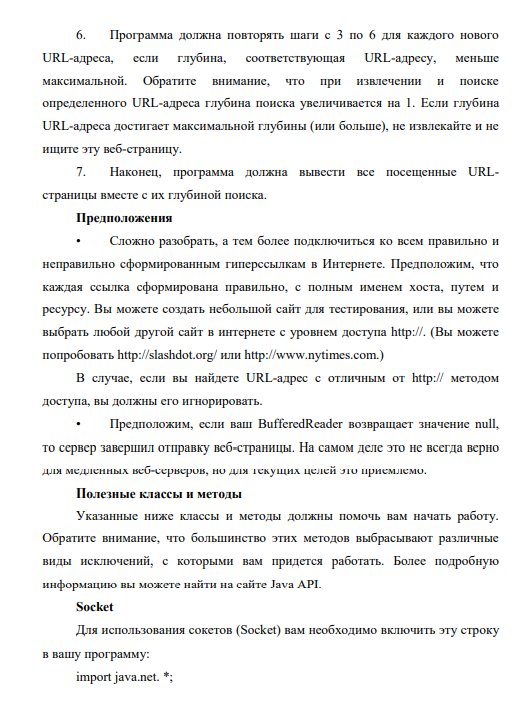 6. Программа должна повторять шаги с 3 по 6 для каждого нового
URL-адреса, если глубина, соответствующая URL-адресу, меньше
максимальной. Обратите внимание, что при извлечении и поиске
определенного URL-адреса глубина поиска увеличивается на 1. Если глубина
URL-адреса достигает максимальной глубины (или больше), не извлекайте и не
ищите эту веб-страницу.
7. Наконец, программа должна вывести все посещенные URL-
страницы вместе с их глубиной поиска.
Предположения
• Сложно разобрать, а тем более подключиться ко всем правильно и
неправильно сформированным гиперссылкам в Интернете. Предположим, что
каждая ссылка сформирована правильно, с полным именем хоста, путем и
ресурсу. Вы можете создать небольшой сайт для тестирования, или вы можете
выбрать любой другой сайт в интернете с уровнем доступа http://. (Вы можете
попробовать http://slashdot.org/ или http://www.nytimes.com.)
В случае, если вы найдете URL-адрес с отличным от http:// методом
доступа, вы должны его игнорировать.
• Предположим, если ваш BufferedReader возвращает значение null,
то сервер завершил отправку веб-страницы. На самом деле это не всегда верно
для медленных веб-серверов, но для текущих целей это приемлемо.
Полезные классы и методы
Указанные ниже классы и методы должны помочь вам начать работу.
Обратите внимание, что большинство этих методов выбрасывают различные
виды исключений, с которыми вам придется работать. Более подробную
информацию вы можете найти на сайте Java API.
Socket
Для использования сокетов (Socket) вам необходимо включить эту строку
в вашу программу:
import java.net. *;